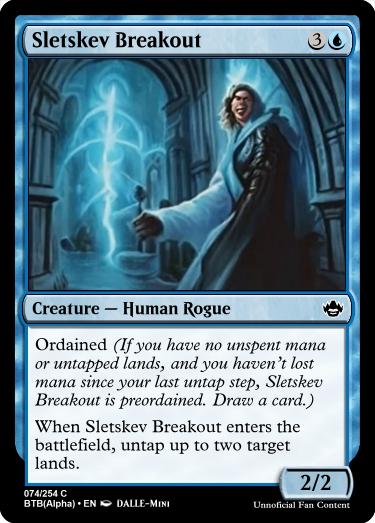 Sletskev Breakout 3
Creature — Human Rogue
Ordained (If you have no unspent mana
or untapped lands, and you haven't lost
mana since your last untap step, Sletskev
Breakout is preordained. Draw a card.)
When Sletskev Breakout enters the
battlefield, untap up to two target
lands.
2/2
074/254 C
BTB(Alpha) • EN DALLE-Mini
Unofficial Fan Content